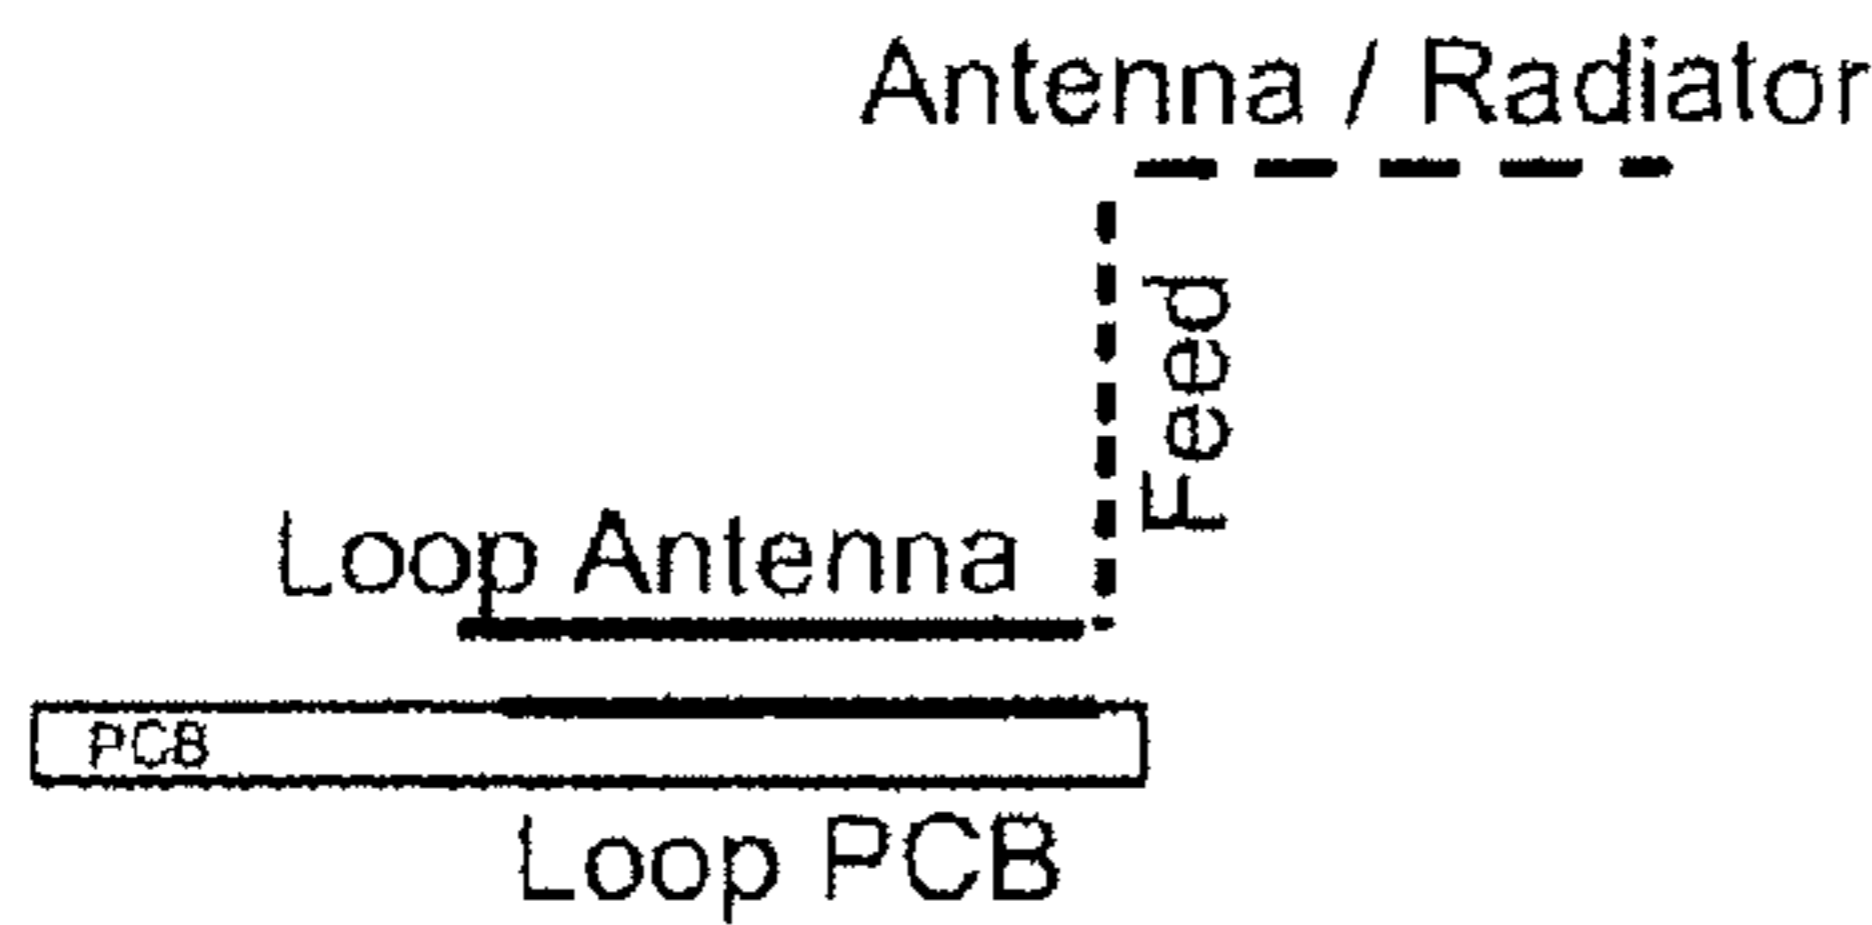 Antenna / Radiator
Feed
Loop Antenna
PCB
Loop PCB